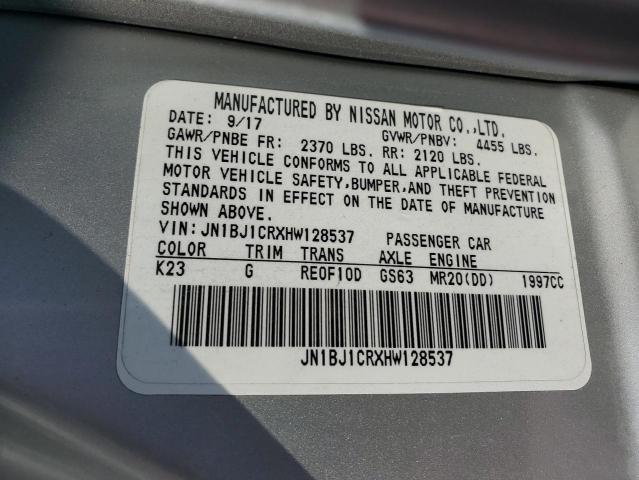 MANUFACTURED BY NISSAN MOTOR CO.,LTD.
DATE: 9/17 GVWR/PNBV: 4455 LBS.
GAWR/PNBE FR: 2370 LBS. RR: 2120 LBS.
THIS VEHICLE CONFORMS TO ALL APPLICABLE FEDERAL
MOTOR VEHICLE SAFETY,BUMPER,AND THEFT PREVENTION
STANDARDS IN EFFECT ON THE DATE OF MANUFACTURE
SHOWN ABOVE.
VIN: JN1BJ1CRXHW128537 PASSENGER CAR
COLOR TRIM TRANS AXLE ENGINE
K23 G RE0F10D GS63 MR20(DD) 1997CC
JN1BJ1CRXHW128537